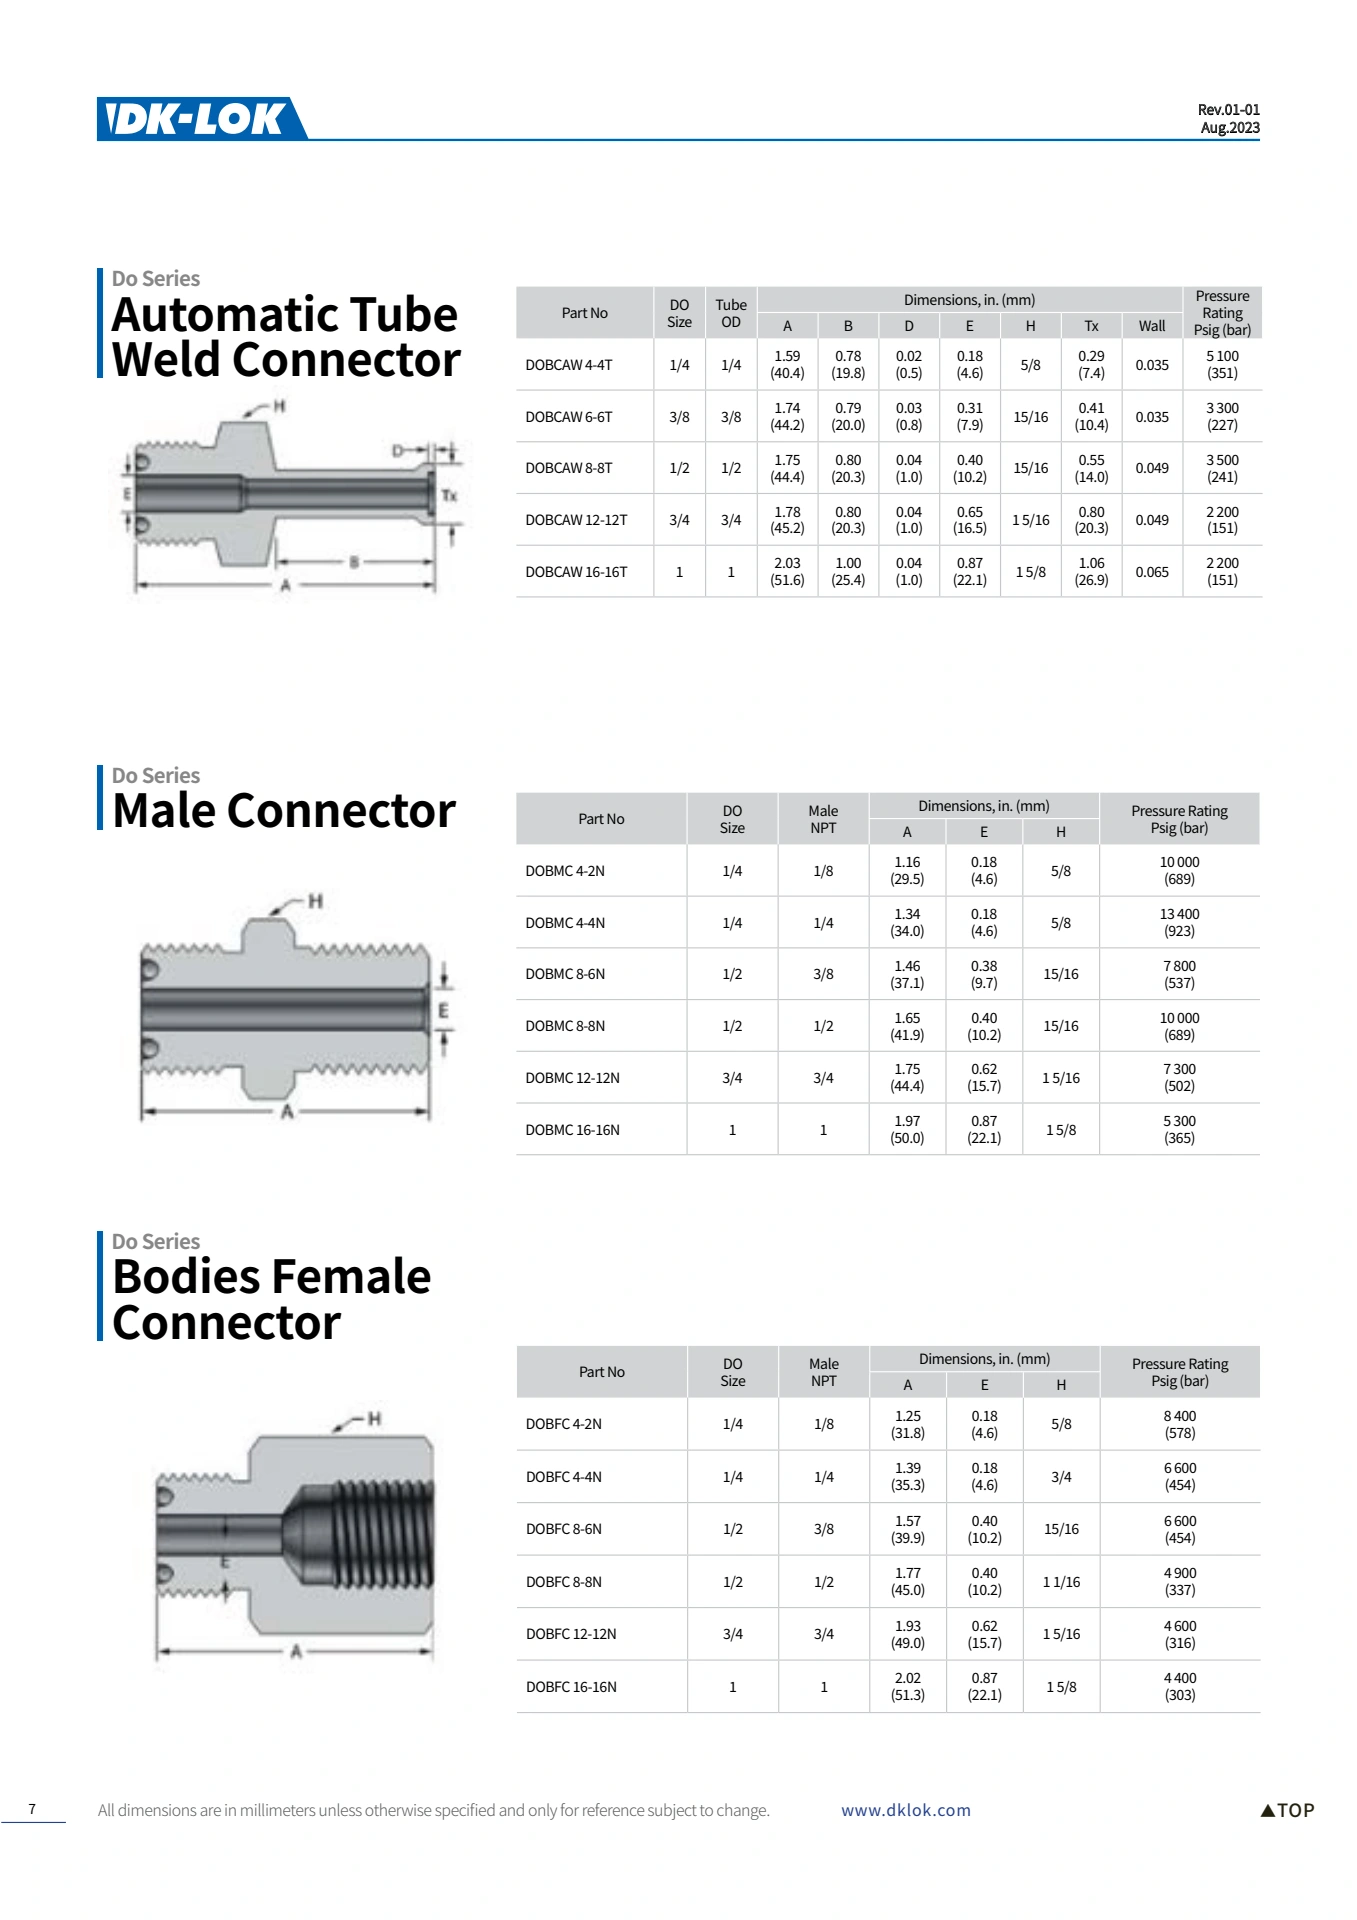 DK-LOK
Rev.01-01
Aug.2023
Do Series
Automatic Tube
Weld Connector
H
D
E
Tx
B
A
Part No DO Size Tube OD Dimensions, in. (mm) Pressure Rating Psig (bar)
A B D E H Tx Wall
DOBCAW 4-4T 1/4 1/4 1.59 (40.4) 0.78 (19.8) 0.02 (0.5) 0.18 (4.6) 5/8 0.29 (7.4) 0.035 5 100 (351)
DOBCAW 6-6T 3/8 3/8 1.74 (44.2) 0.79 (20.0) 0.03 (0.8) 0.31 (7.9) 15/16 0.41 (10.4) 0.035 3 300 (227)
DOBCAW 8-8T 1/2 1/2 1.75 (44.4) 0.80 (20.3) 0.04 (1.0) 0.40 (10.2) 15/16 0.55 (14.0) 0.049 3 500 (241)
DOBCAW 12-12T 3/4 3/4 1.78 (45.2) 0.80 (20.3) 0.04 (1.0) 0.65 (16.5) 1 5/16 0.80 (20.3) 0.049 2 200 (151)
DOBCAW 16-16T 1 1 2.03 (51.6) 1.00 (25.4) 0.04 (1.0) 0.87 (22.1) 1 5/8 1.06 (26.9) 0.065 2 200 (151)
Do Series
Male Connector
H
E
A
Part No DO Size Male NPT Dimensions, in. (mm) Pressure Rating Psig (bar)
A E H
DOBMC 4-2N 1/4 1/8 1.16 (29.5) 0.18 (4.6) 5/8 10 000 (689)
DOBMC 4-4N 1/4 1/4 1.34 (34.0) 0.18 (4.6) 5/8 13 400 (923)
DOBMC 8-6N 1/2 3/8 1.46 (37.1) 0.38 (9.7) 15/16 7 800 (537)
DOBMC 8-8N 1/2 1/2 1.65 (41.9) 0.40 (10.2) 15/16 10 000 (689)
DOBMC 12-12N 3/4 3/4 1.75 (44.4) 0.62 (15.7) 1 5/16 7 300 (502)
DOBMC 16-16N 1 1 1.97 (50.0) 0.87 (22.1) 1 5/8 5 300 (365)
Do Series
Bodies Female
Connector
H
E
A
Part No DO Size Male NPT Dimensions, in. (mm) Pressure Rating Psig (bar)
A E H
DOBFC 4-2N 1/4 1/8 1.25 (31.8) 0.18 (4.6) 5/8 8 400 (578)
DOBFC 4-4N 1/4 1/4 1.39 (35.3) 0.18 (4.6) 3/4 6 600 (454)
DOBFC 8-6N 1/2 3/8 1.57 (39.9) 0.40 (10.2) 15/16 6 600 (454)
DOBFC 8-8N 1/2 1/2 1.77 (45.0) 0.40 (10.2) 1 1/16 4 900 (337)
DOBFC 12-12N 3/4 3/4 1.93 (49.0) 0.62 (15.7) 1 5/16 4 600 (316)
DOBFC 16-16N 1 1 2.02 (51.3) 0.87 (22.1) 1 5/8 4 400 (303)
7 All dimensions are in millimeters unless otherwise specified and only for reference subject to change. www.dklok.com ▲TOP